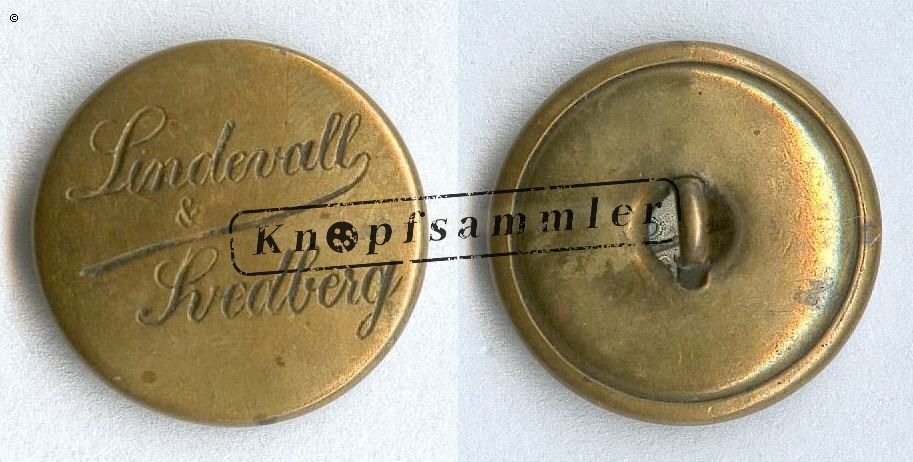 ©
Lindevall
&
Svedberg
Knopfsammler